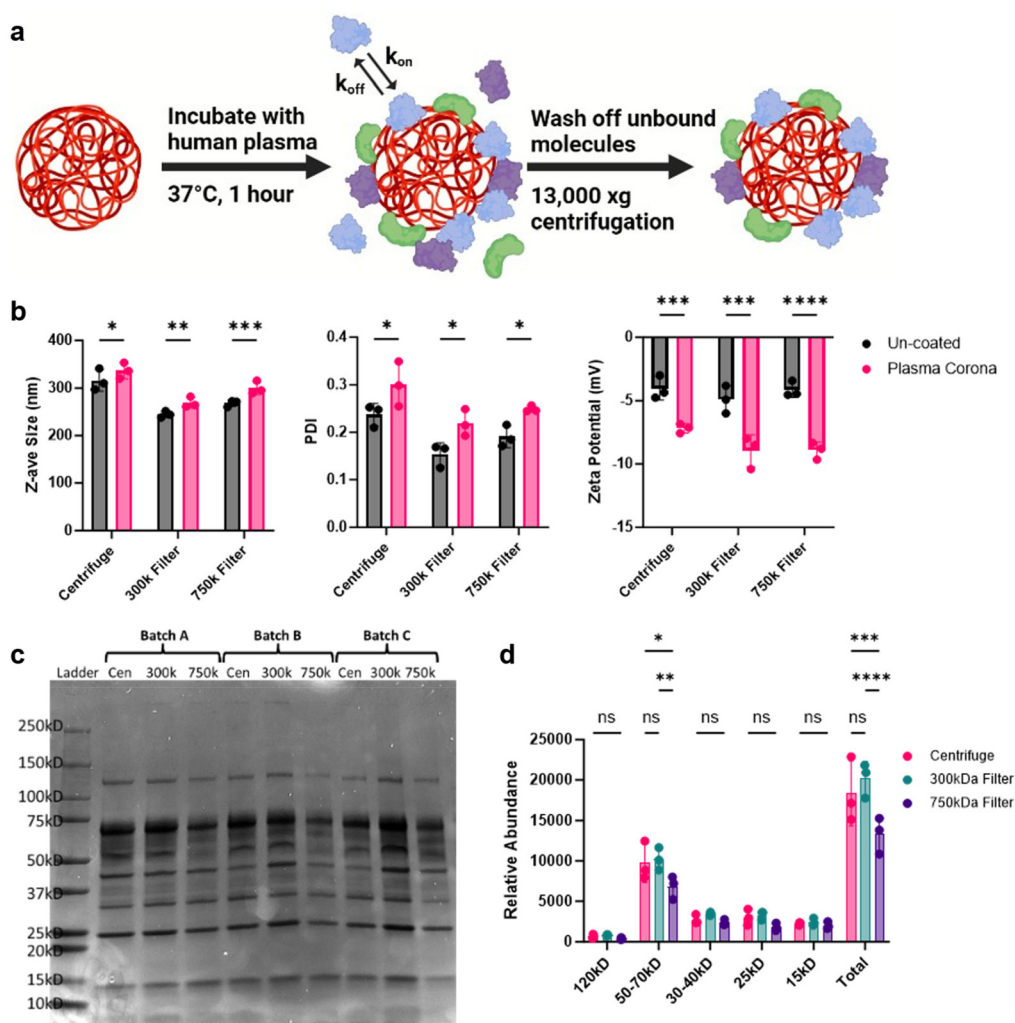 a
Incubate with
human plasma
37°C, 1 hour
kon
koff
Wash off unbound
molecules
13,000 xg
centrifugation
b
* ** ***
Z-ave Size (nm)
400
300
200
100
0
Centrifuge
300k Filter
750k Filter
* * *
PDI
0.4
0.3
0.2
0.1
0.0
Centrifuge
300k Filter
750k Filter
*** *** ****
Zeta Potential (mV)
0
-5
-10
-15
Centrifuge
300k Filter
750k Filter
Un-coated
Plasma Corona
c
Batch A Batch B Batch C
Ladder Cen 300k 750k Cen 300k 750k Cen 300k 750k
250kD
150kD
100kD
75kD
50kD
37kD
25kD
20kD
15kD
10kD
d
* ***
** ****
ns ns ns ns ns ns
Relative Abundance
25000
20000
15000
10000
5000
0
120kD
50-70kD
30-40kD
25kD
15kD
Total
Centrifuge
300kDa Filter
750kDa Filter